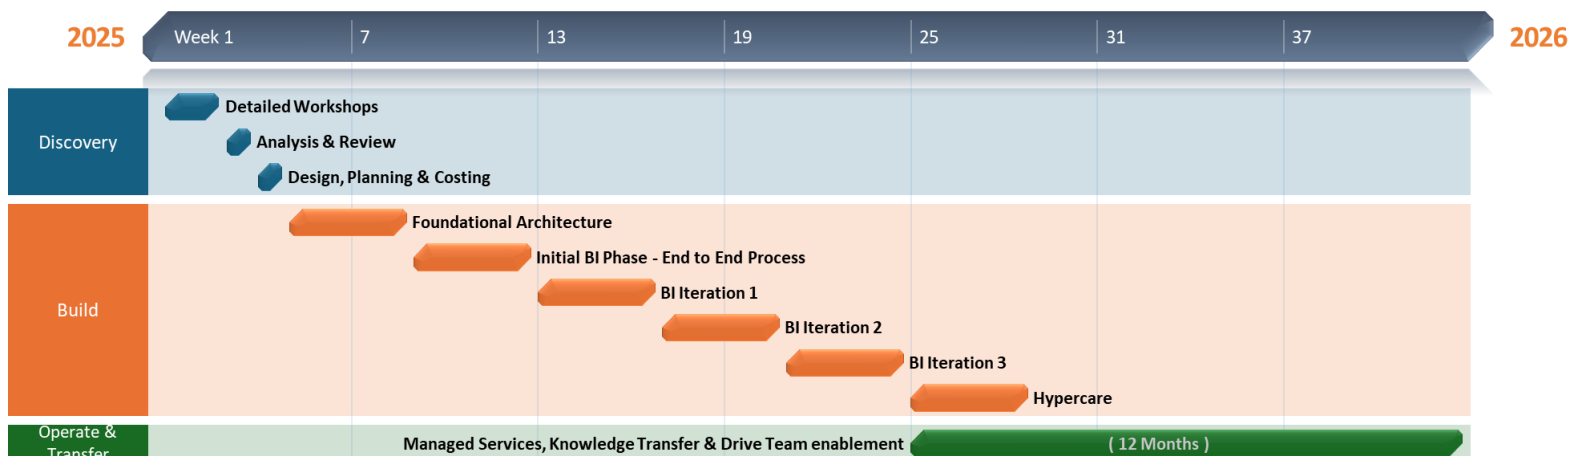 2025
Week 1
7
13
19
25
31
37
2026
Discovery
Detailed Workshops
Analysis & Review
Design, Planning & Costing
Build
Foundational Architecture
Initial BI Phase - End to End Process
BI Iteration 1
BI Iteration 2
BI Iteration 3
Hypercare
Operate &
Transfer
Managed Services, Knowledge Transfer & Drive Team enablement
( 12 Months )